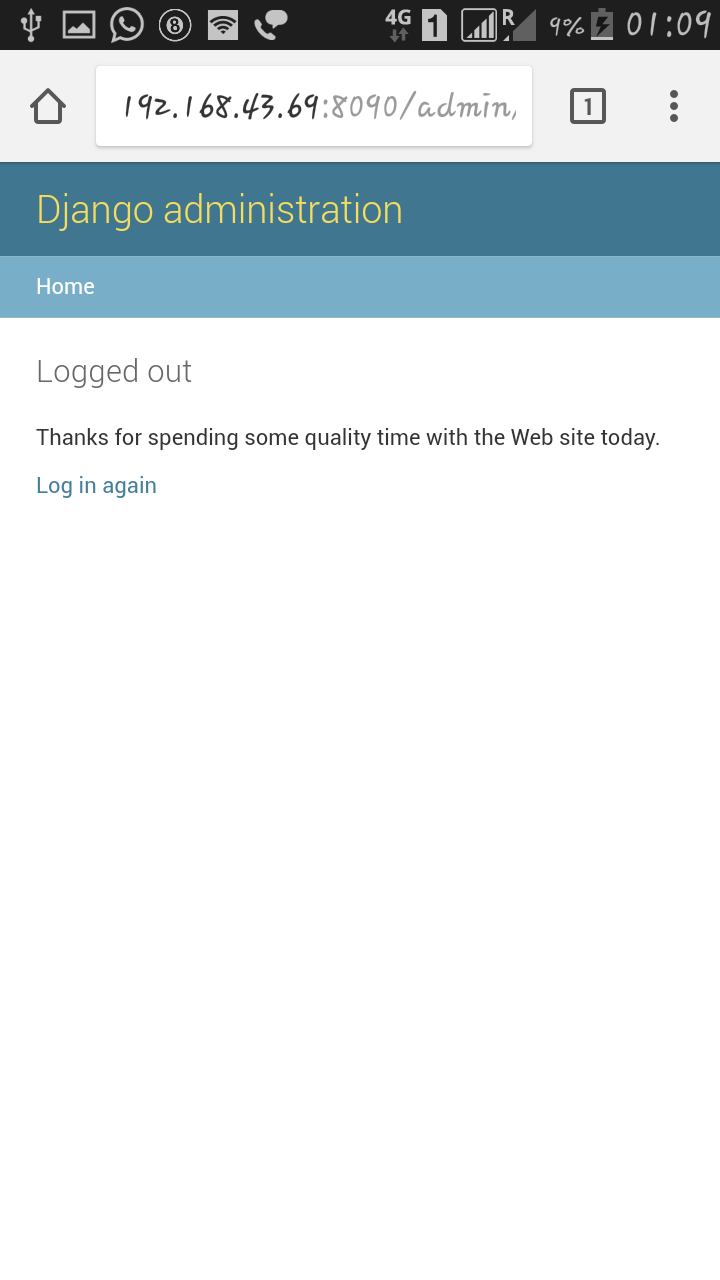 4G 1 R 9% 01:09
192.168.43.69:8090/admin/
1
Django administration
Home
Logged out
Thanks for spending some quality time with the Web site today.
Log in again